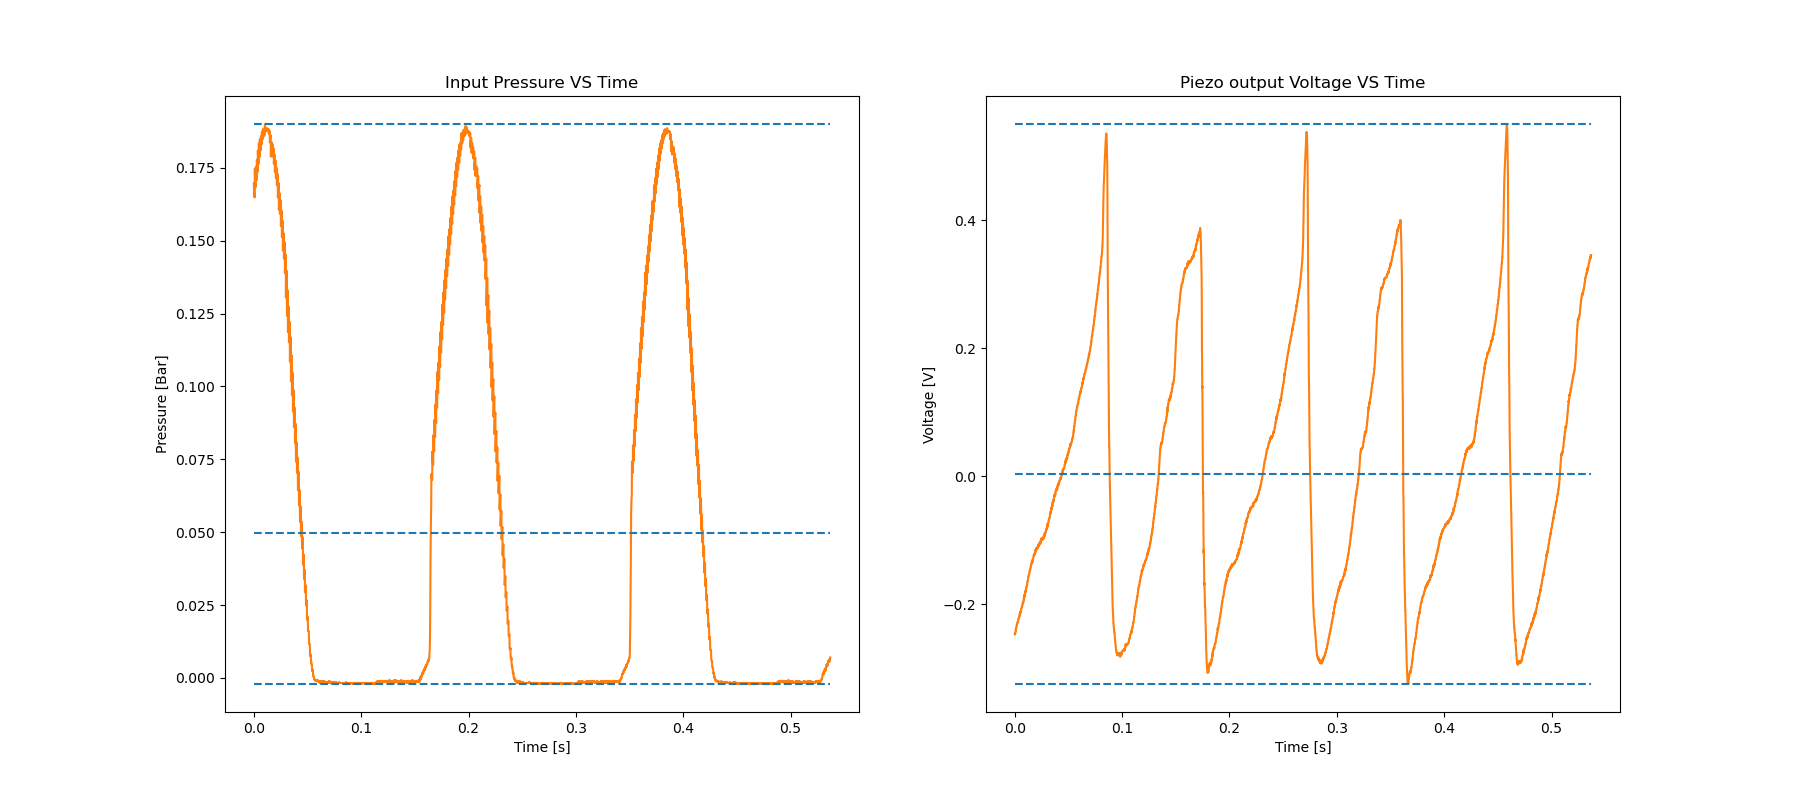 Input Pressure VS Time
0.175
0.150
0.125
0.100
0.075
0.050
0.025
0.000
Pressure [Bar]
0.0 0.1 0.2 0.3 0.4 0.5
Time [s]
Piezo output Voltage VS Time
0.4
0.2
0.0
−0.2
Voltage [V]
0.0 0.1 0.2 0.3 0.4 0.5
Time [s]